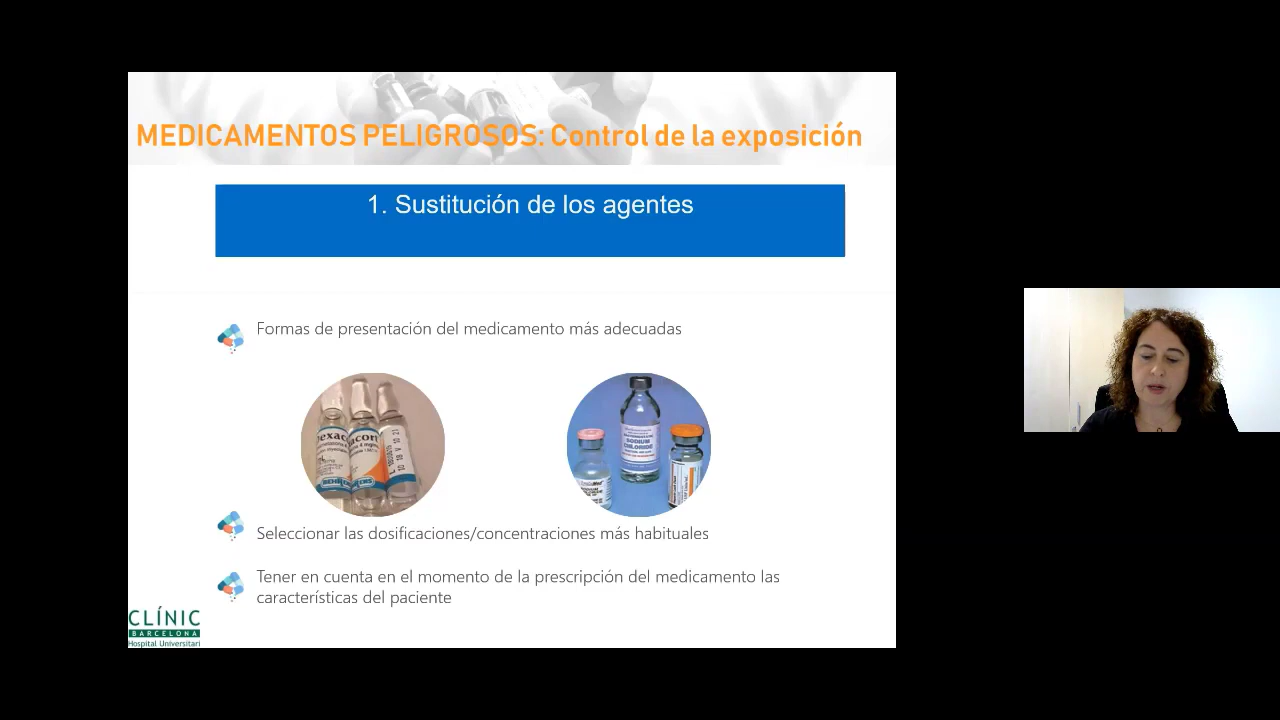 MEDICAMENTOS PELIGROSOS: Control de la exposición
1. Sustitución de los agentes
Formas de presentación del medicamento más adecuadas
SODIUM
CHLORIDE
Seleccionar las dosificaciones/concentraciones más habituales
Tener en cuenta en el momento de la prescripción del medicamento las
características del paciente
CLÍNIC
BARCELONA
Hospital Universitari